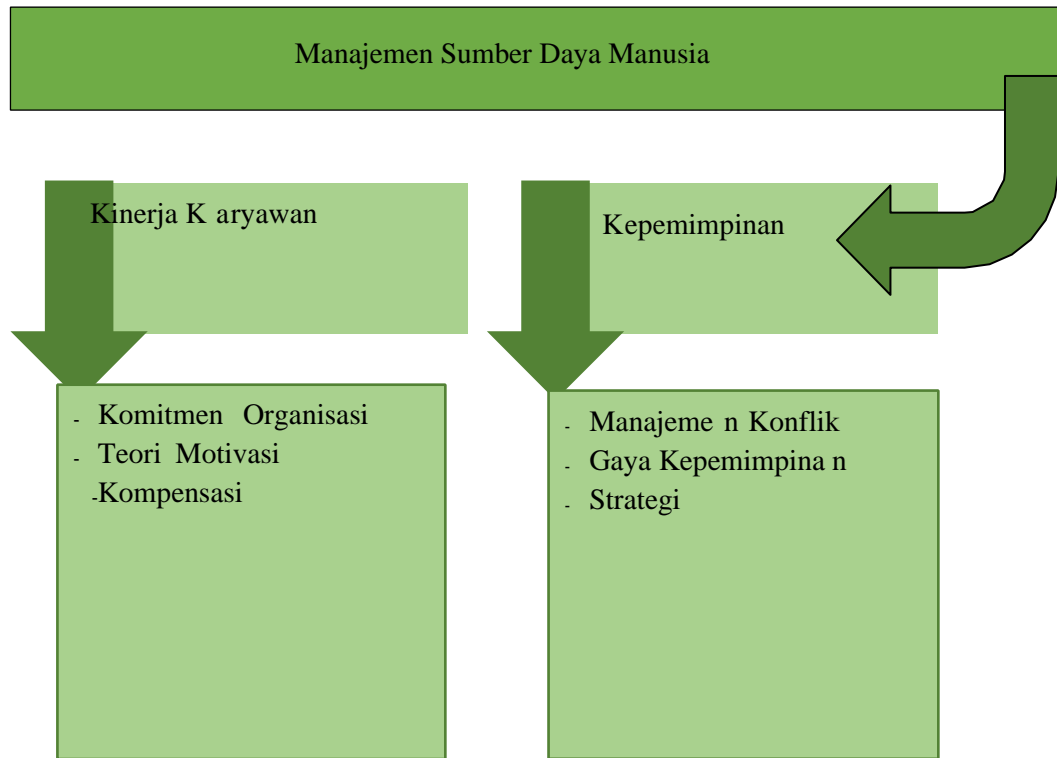 Manajemen Sumber Daya Manusia
Kinerja K aryawan
Kepemimpinan
- Komitmen Organisasi
- Teori Motivasi
-Kompensasi
- Manajeme n Konflik
- Gaya Kepemimpina n
- Strategi